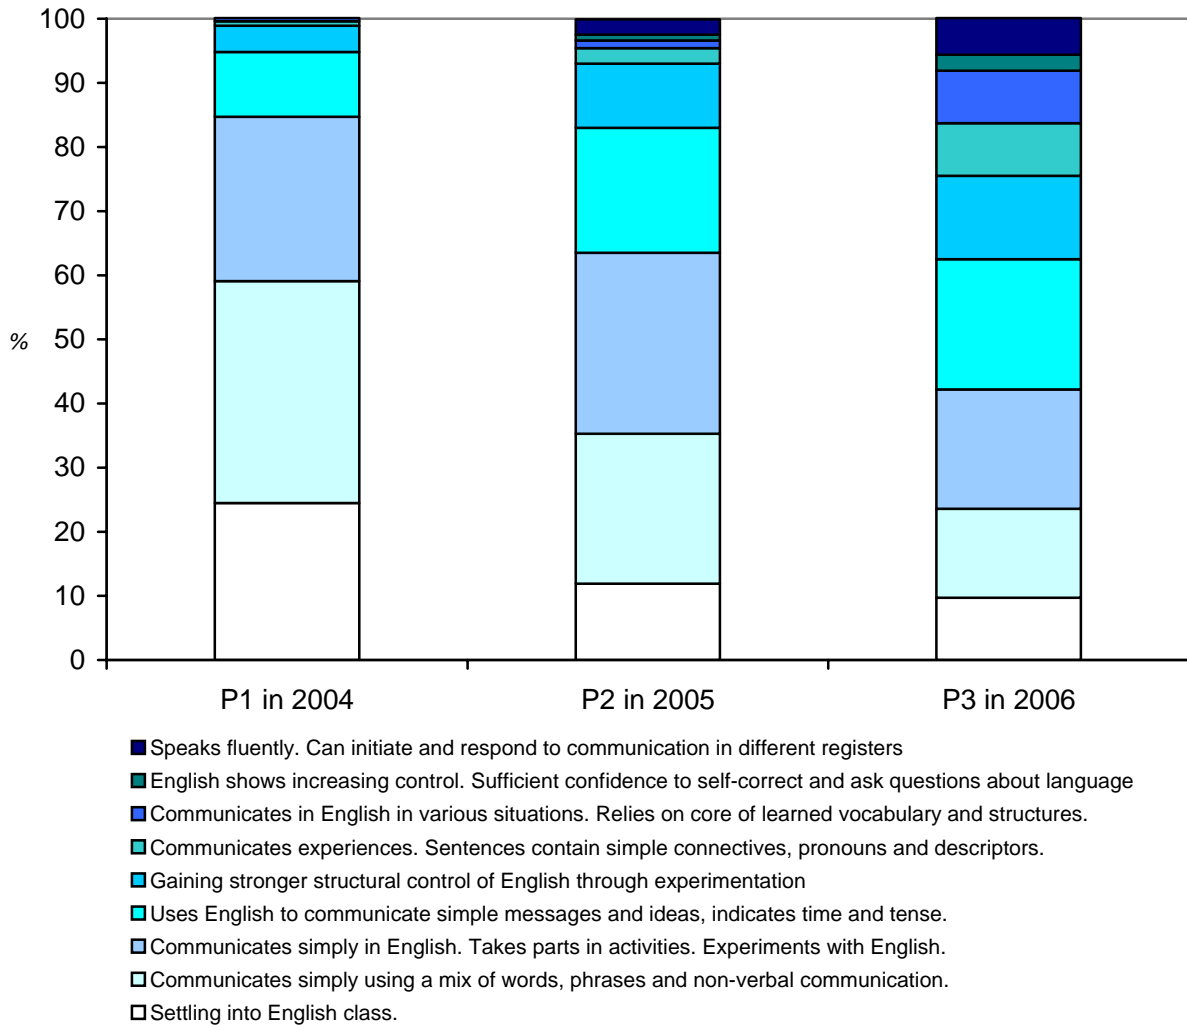 100
90
80
70
60
50
40
30
20
10
0
%
P1 in 2004 P2 in 2005 P3 in 2006
Speaks fluently. Can initiate and respond to communication in different registers
English shows increasing control. Sufficient confidence to self-correct and ask questions about language
Communicates in English in various situations. Relies on core of learned vocabulary and structures.
Communicates experiences. Sentences contain simple connectives, pronouns and descriptors.
Gaining stronger structural control of English through experimentation
Uses English to communicate simple messages and ideas, indicates time and tense.
Communicates simply in English. Takes parts in activities. Experiments with English.
Communicates simply using a mix of words, phrases and non-verbal communication.
Settling into English class.